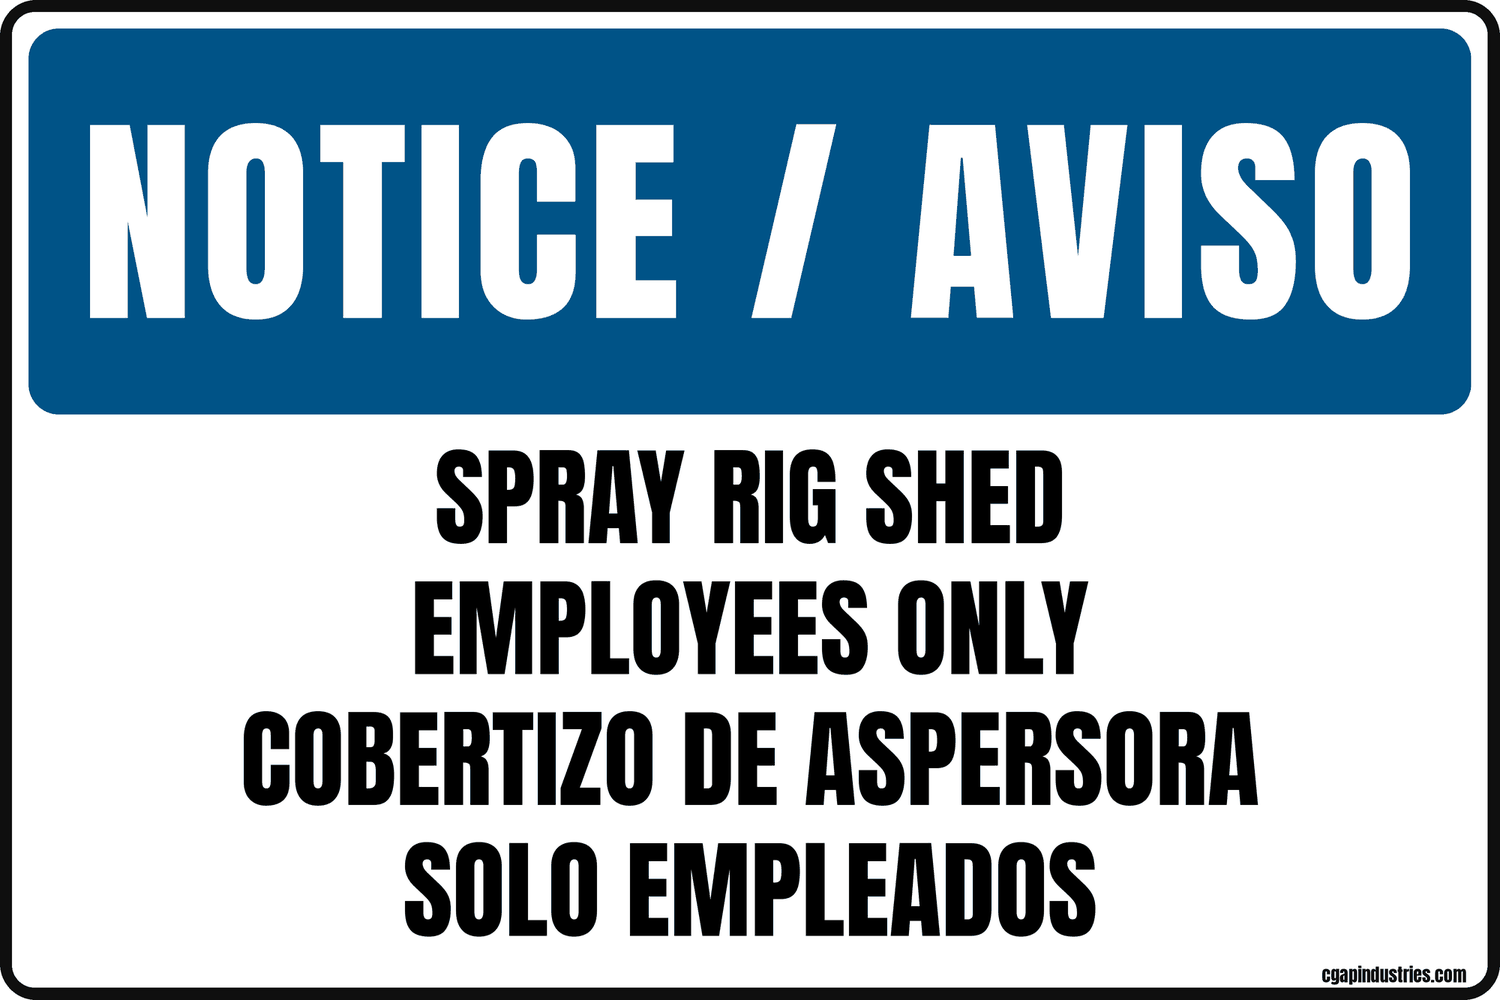 NOTICE / AVISO
SPRAY RIG SHED
EMPLOYEES ONLY
COBERTIZO DE ASPERSORA
SOLO EMPLEADOS
cgapindustries.com